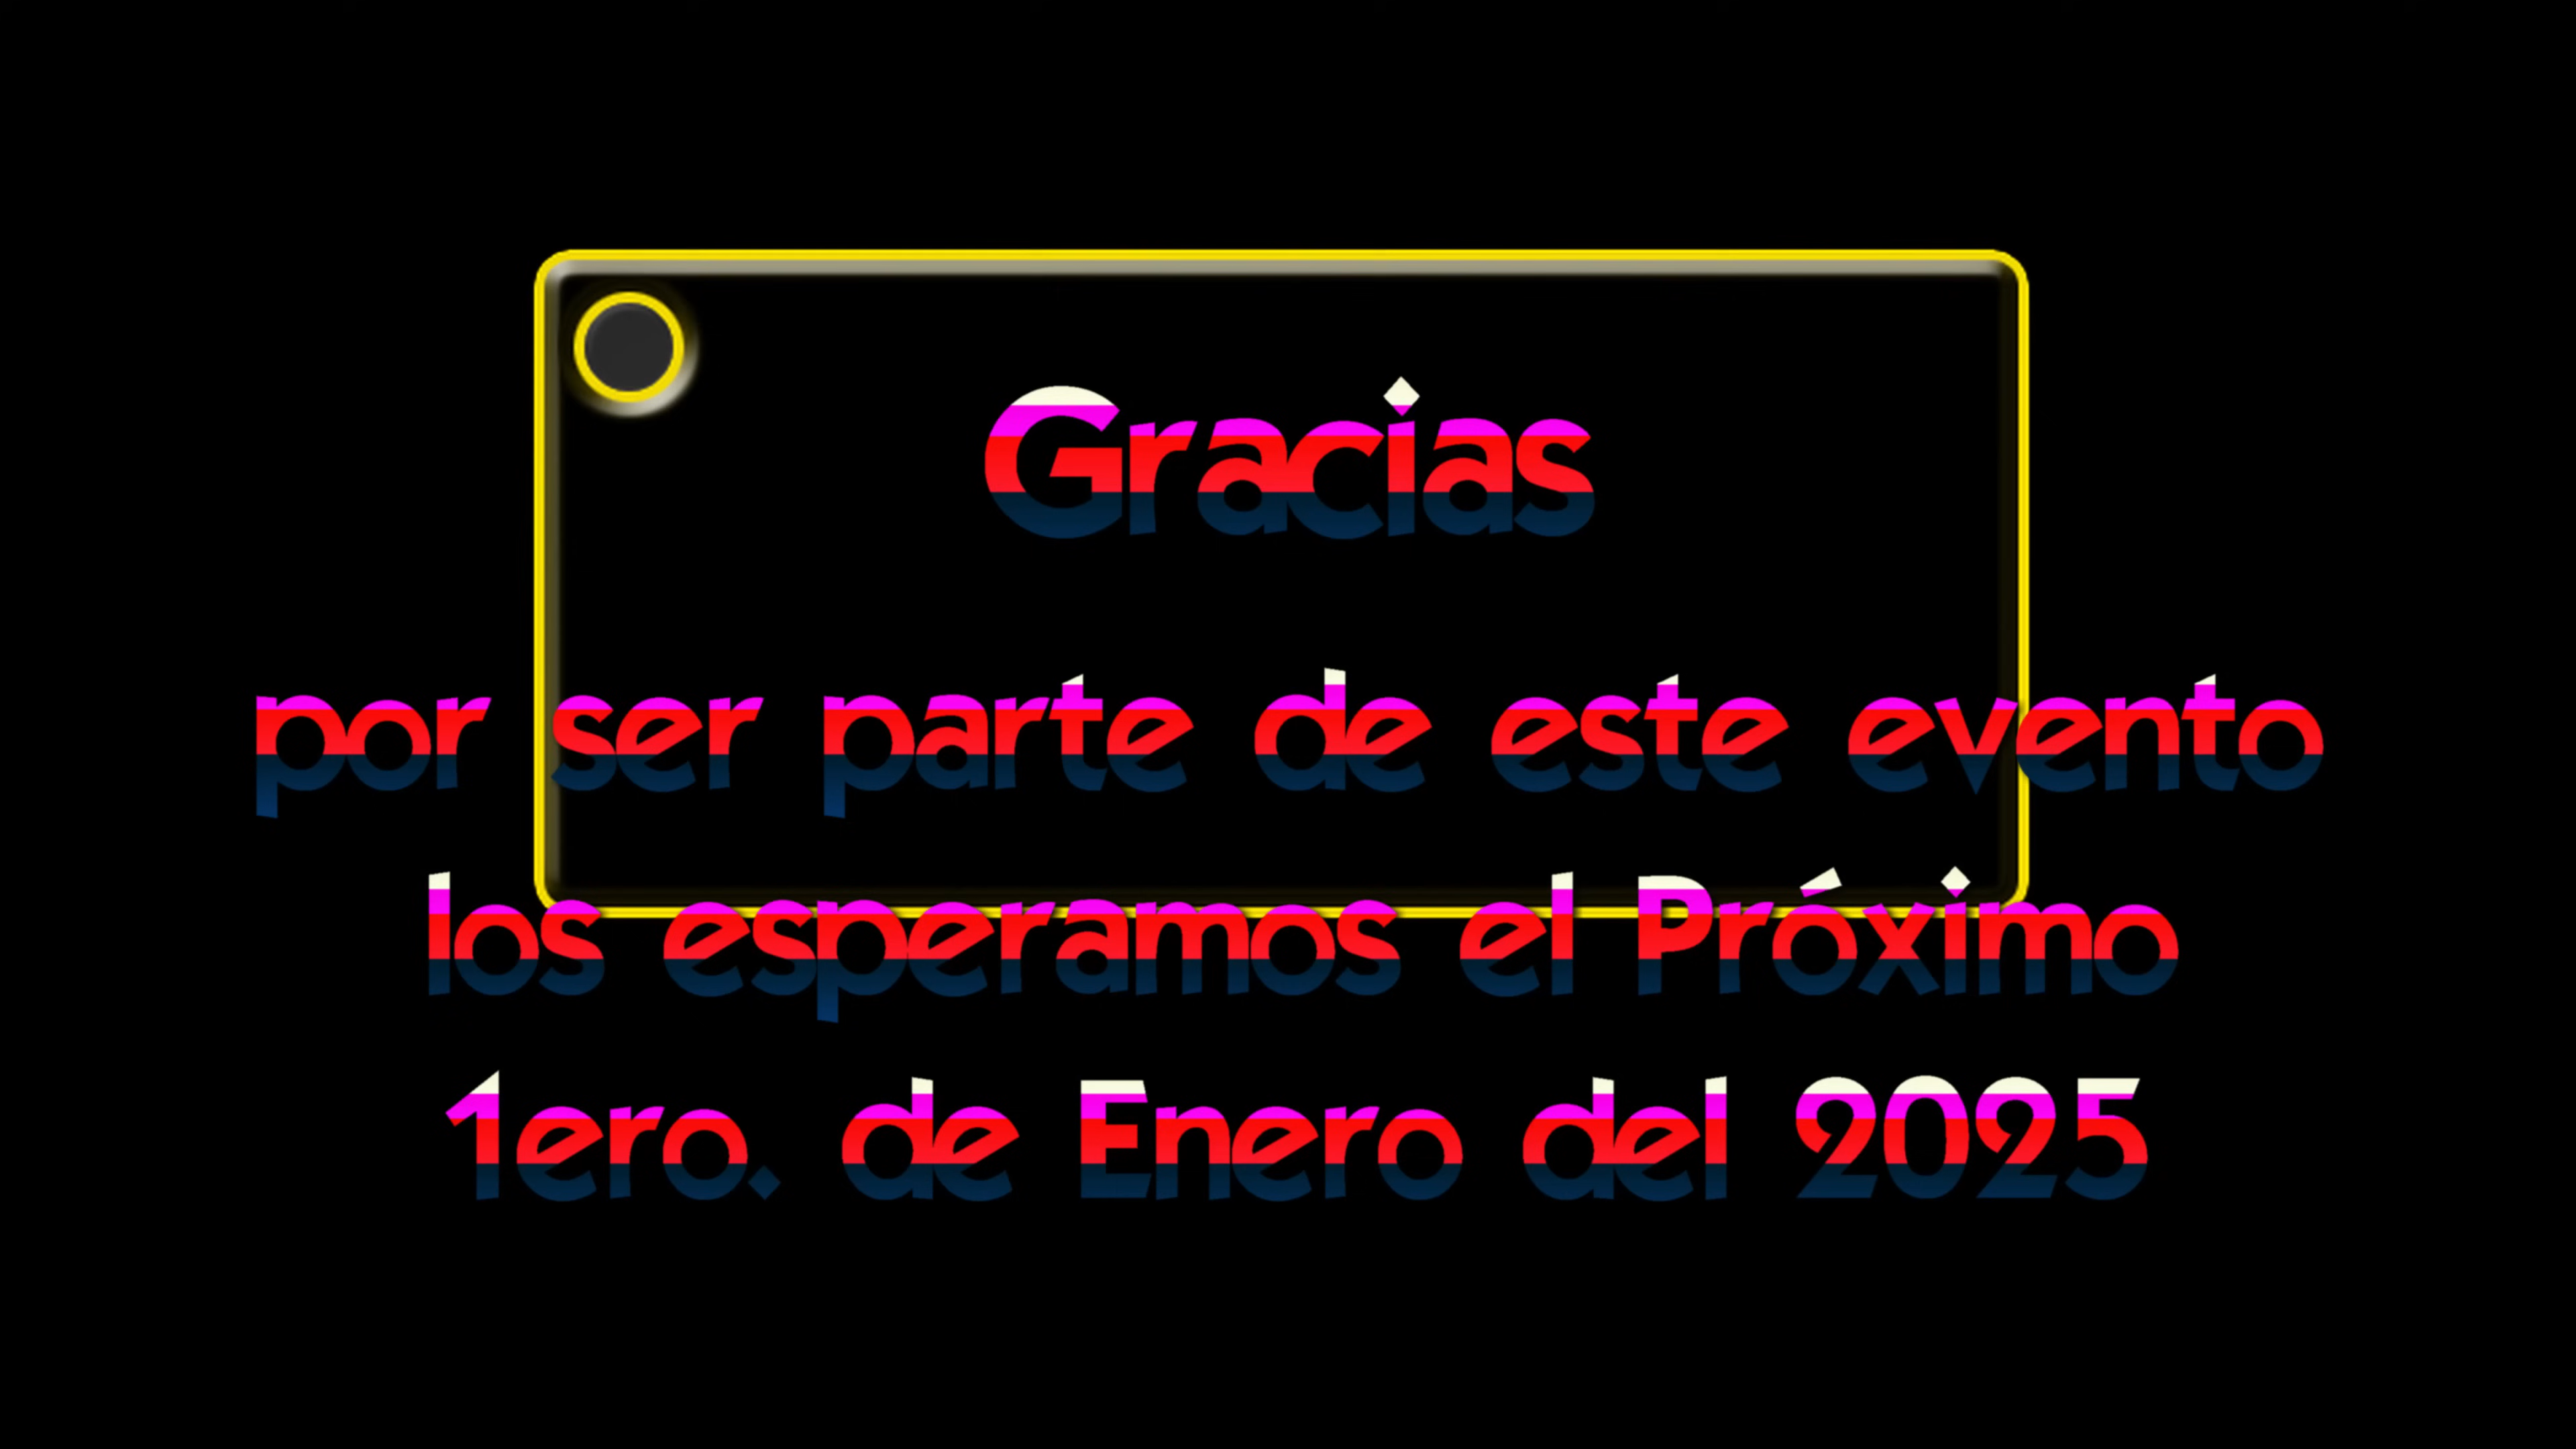 Gracias
por ser parte de este evento
los esperamos el Próximo
1ero. de Enero del 2025